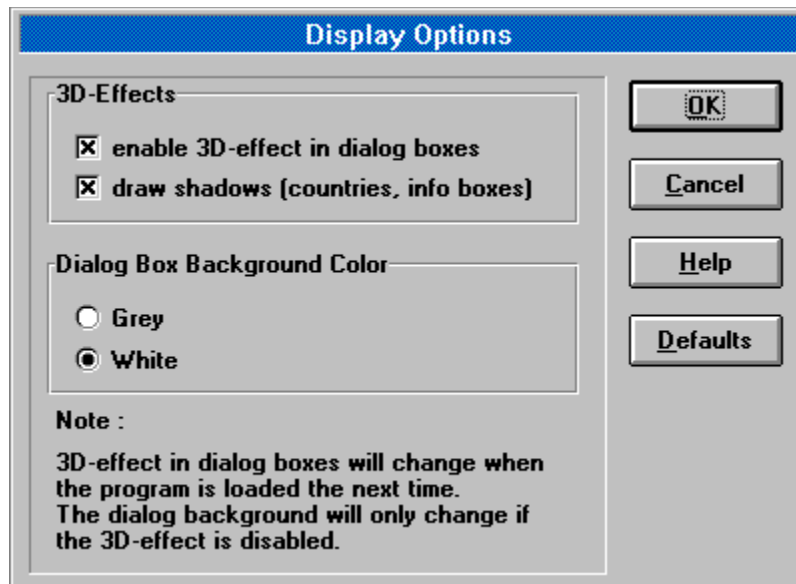 Display Options
3D-Effects
enable 3D-effect in dialog boxes
draw shadows (countries, info boxes)
Dialog Box Background Color
Grey
White
Note :
3D-effect in dialog boxes will change when
the program is loaded the next time.
The dialog background will only change if
the 3D-effect is disabled.
OK
Cancel
Help
Defaults